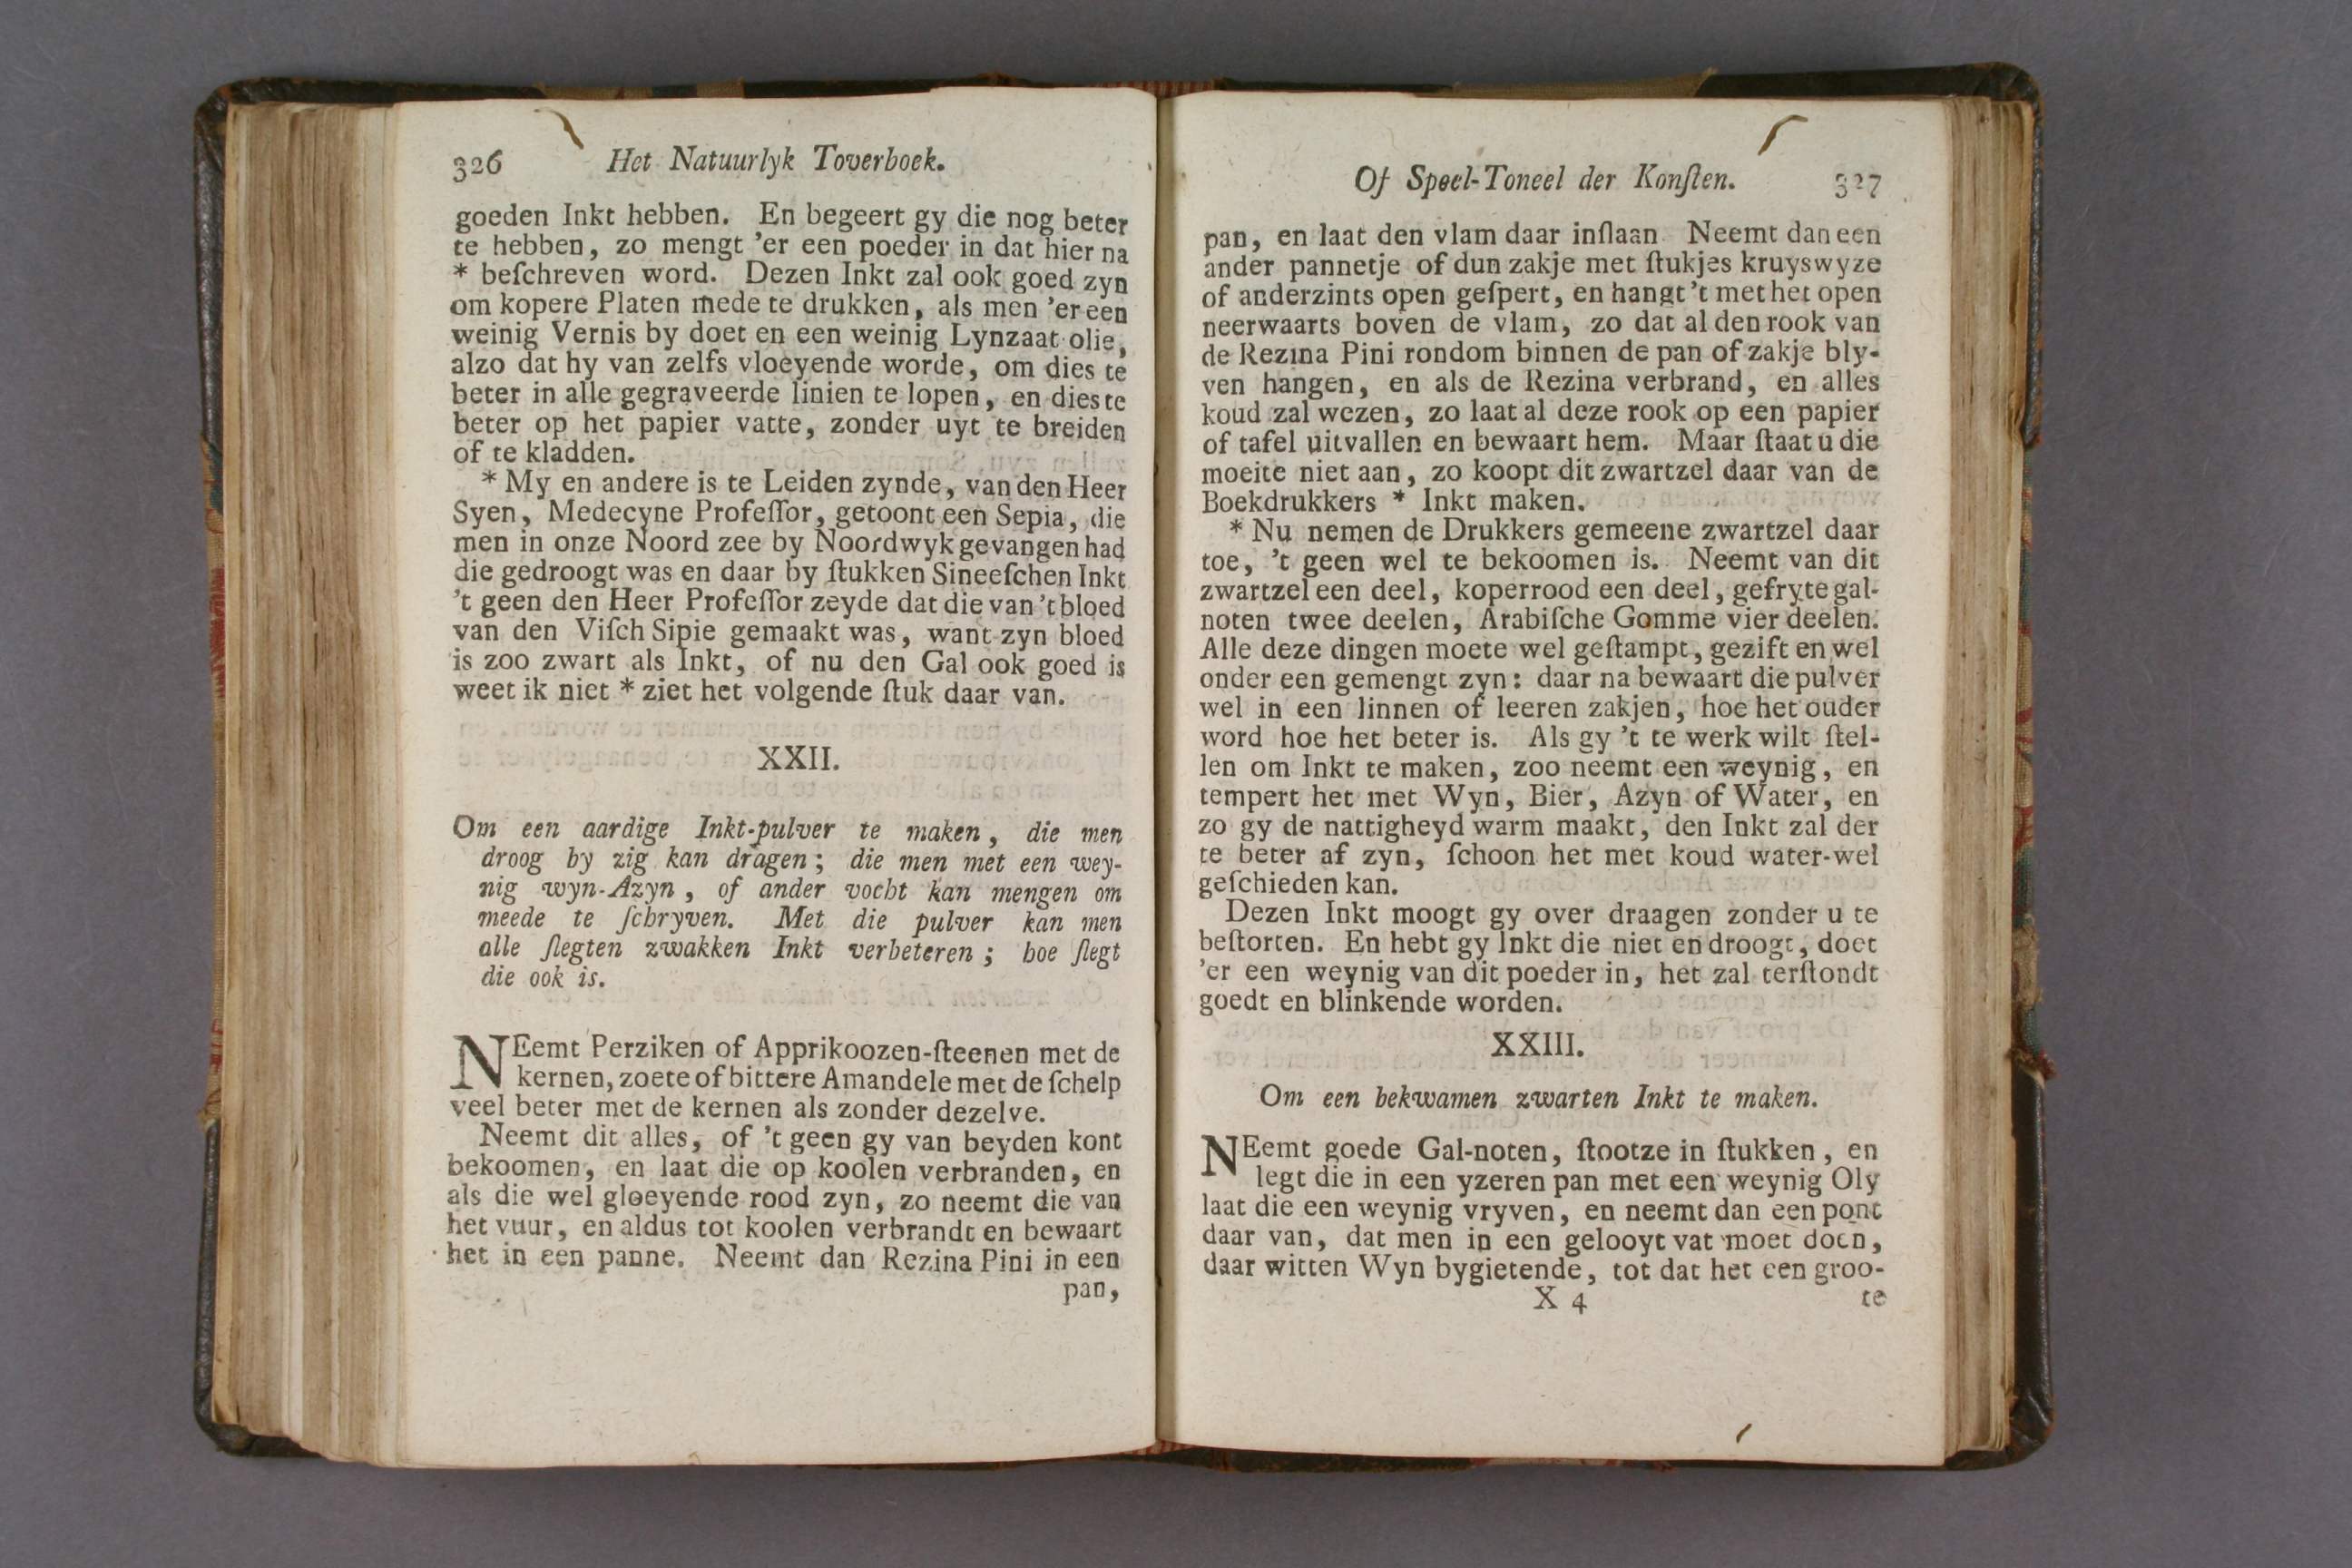 326 Het Natuurlyk Toverboek.
goeden Inkt hebben. En begeert gy die nog beter
te hebben, zo mengt 'er een poeder in dat hier na
* beſchreven word. Dezen Inkt zal ook goed zyn
om kopere Platen mede te drukken, als men 'er een
weinig Vernis by doet en een weinig Lynzaat olie,
alzo dat hy van zelfs vloeyende worde, om dies te
beter in alle gegraveerde linien te lopen, en dies te
beter op het papier vatte, zonder uyt te breiden
of te kladden.
* My en andere is te Leiden zynde, van den Heer
Syen, Medecyne Profeſſor, getoont een Sepia, die
men in onze Noord zee by Noordwyk gevangen had
die gedroogt was en daar by ſtukken Sineeſchen Inkt
't geen den Heer Profeſſor zeyde dat die van 't bloed
van den Viſch Sipie gemaakt was, want zyn bloed
is zoo zwart als Inkt, of nu den Gal ook goed is
weet ik niet * ziet het volgende ſtuk daar van.
XXII.
Om een aardige Inkt-pulver te maken, die men
droog by zig kan dragen; die men met een wey-
nig wyn-Azyn, of ander vocht kan mengen om
meede te ſchryven. Met die pulver kan men
alle ſlegten zwakken Inkt verbeteren; hoe ſlegt
die ook is.
NEemt Perziken of Apprikoozen-ſteenen met de
kernen, zoete of bittere Amandele met de ſchelp
veel beter met de kernen als zonder dezelve.
Neemt dit alles, of 't geen gy van beyden kont
bekoomen, en laat die op koolen verbranden, en
als die wel gloeyende rood zyn, zo neemt die van
het vuur, en aldus tot koolen verbrandt en bewaart
het in een panne. Neemt dan Rezina Pini in een
pan,
Of Speel-Toneel der Konſten. 327
pan, en laat den vlam daar inſlaan. Neemt dan een
ander pannetje of dun zakje met ſtukjes kruyswyze
of anderzints open geſpert, en hangt 't met het open
neerwaarts boven de vlam, zo dat al den rook van
de Rezina Pini rondom binnen de pan of zakje bly-
ven hangen, en als de Rezina verbrand, en alles
koud zal wezen, zo laat al deze rook op een papier
of tafel uitvallen en bewaart hem. Maar ſtaat u die
moeite niet aan, zo koopt dit zwartzel daar van de
Boekdrukkers * Inkt maken.
* Nu nemen de Drukkers gemeene zwartzel daar
toe, 't geen wel te bekoomen is. Neemt van dit
zwartzel een deel, koperrood een deel, gefryte gal-
noten twee deelen, Arabiſche Gomme vier deelen.
Alle deze dingen moete wel geſtampt, gezift en wel
onder een gemengt zyn: daar na bewaart die pulver
wel in een linnen of leeren zakjen, hoe het ouder
word hoe het beter is. Als gy 't te werk wilt ſtel-
len om Inkt te maken, zoo neemt een weynig, en
tempert het met Wyn, Bier, Azyn of Water, en
zo gy de nattigheyd warm maakt, den Inkt zal der
te beter af zyn, ſchoon het met koud water-wel
geſchieden kan.
Dezen Inkt moogt gy over draagen zonder u te
beſtorten. En hebt gy Inkt die niet en droogt, doet
'er een weynig van dit poeder in, het zal terſtondt
goedt en blinkende worden.
XXIII.
Om een bekwamen zwarten Inkt te maken.
NEemt goede Gal-noten, ſtootze in ſtukken, en
legt die in een yzeren pan met een weynig Oly
laat die een weynig vryven, en neemt dan een pont
daar van, dat men in een gelooyt vat moet doen,
daar witten Wyn bygietende, tot dat het een groo-
X 4 te